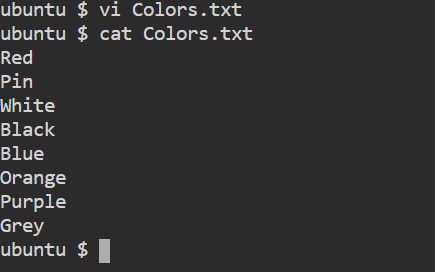 ubuntu $ vi Colors.txt
ubuntu $ cat Colors.txt
Red
Pin
White
Black
Blue
Orange
Purple
Grey
ubuntu $